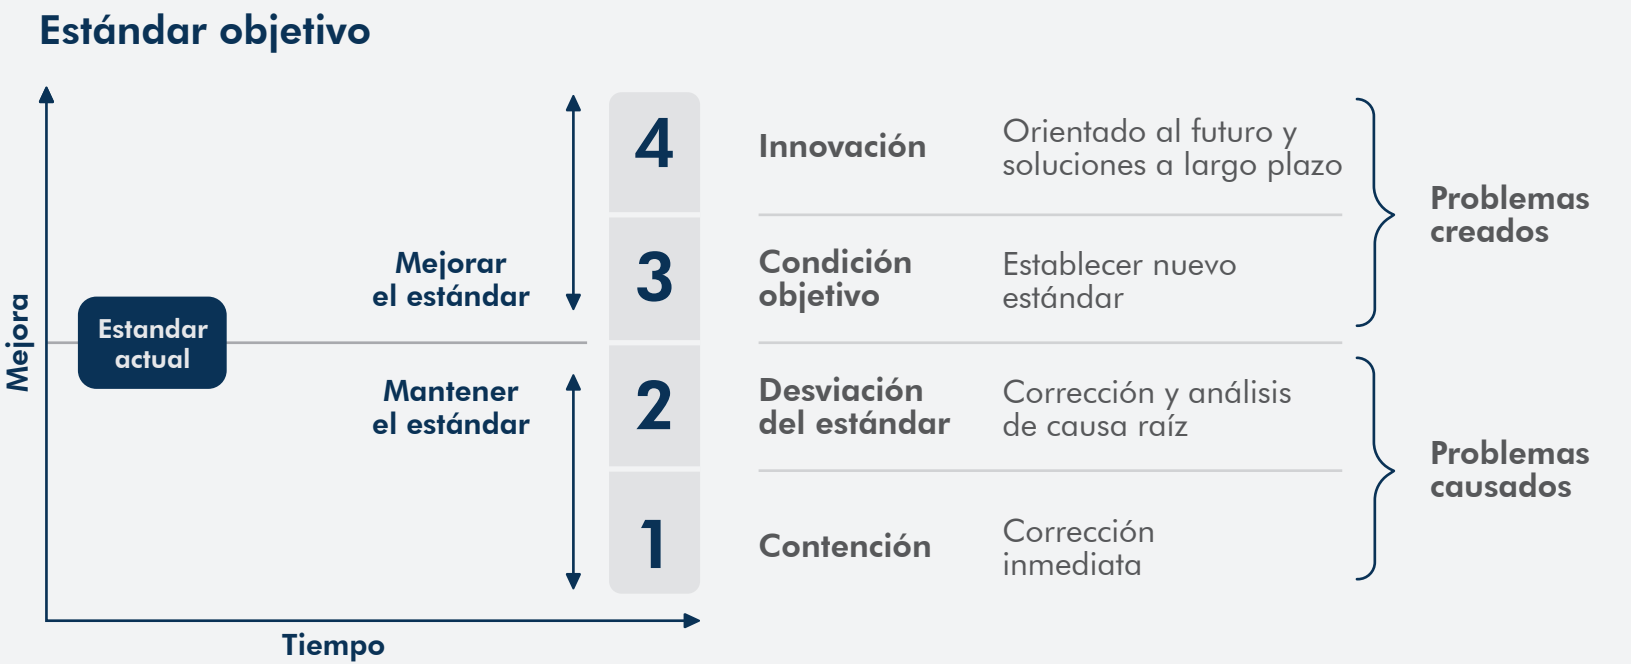 Estándar objetivo
Mejora
Estandar
actual
Mejorar
el estándar
Mantener
el estándar
Tiempo
4
Innovación
Orientado al futuro y
soluciones a largo plazo
3
Condición
objetivo
Establecer nuevo
estándar
Problemas
creados
2
Desviación
del estándar
Corrección y análisis
de causa raíz
1
Contención
Corrección
inmediata
Problemas
causados